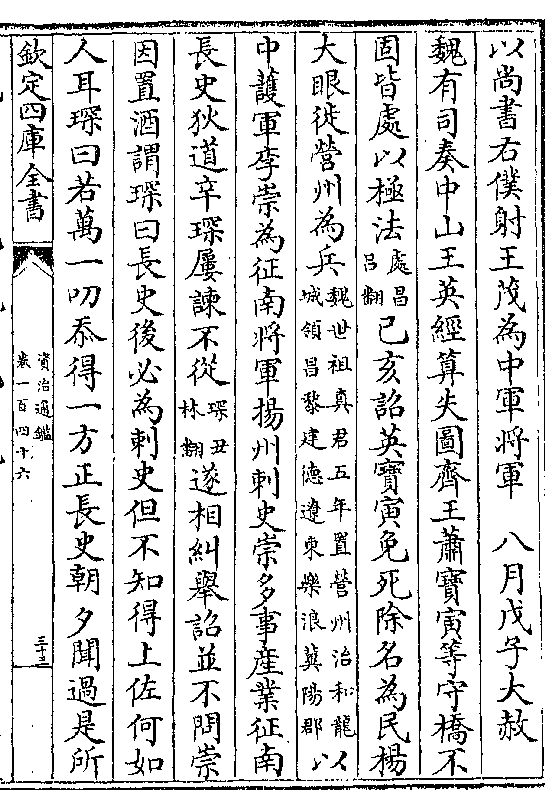 以尚書右僕射王茂為中軍將軍　八月戊子大赦
魏有司奏中山王英經算失圖齊王蕭寶寅等守橋不
固皆處以極法處昌呂翻己亥詔英寶寅免死除名為民楊
大眼徙營州為兵魏世祖真君五年置營州治和龍城領昌黎建德遼東樂浪冀陽郡以
中護軍李崇為征南將軍揚州刺史崇多事產業征南
長史狄道辛琛屢諫不從琛丑林翻遂相糾舉詔並不問崇
因置酒謂琛曰長史後必為刺史但不知得上佐何如
人耳琛曰若萬一叨忝得一方正長史朝夕聞過是所
欽定四庫全書
資治通鑑
卷一百四十六
三十三